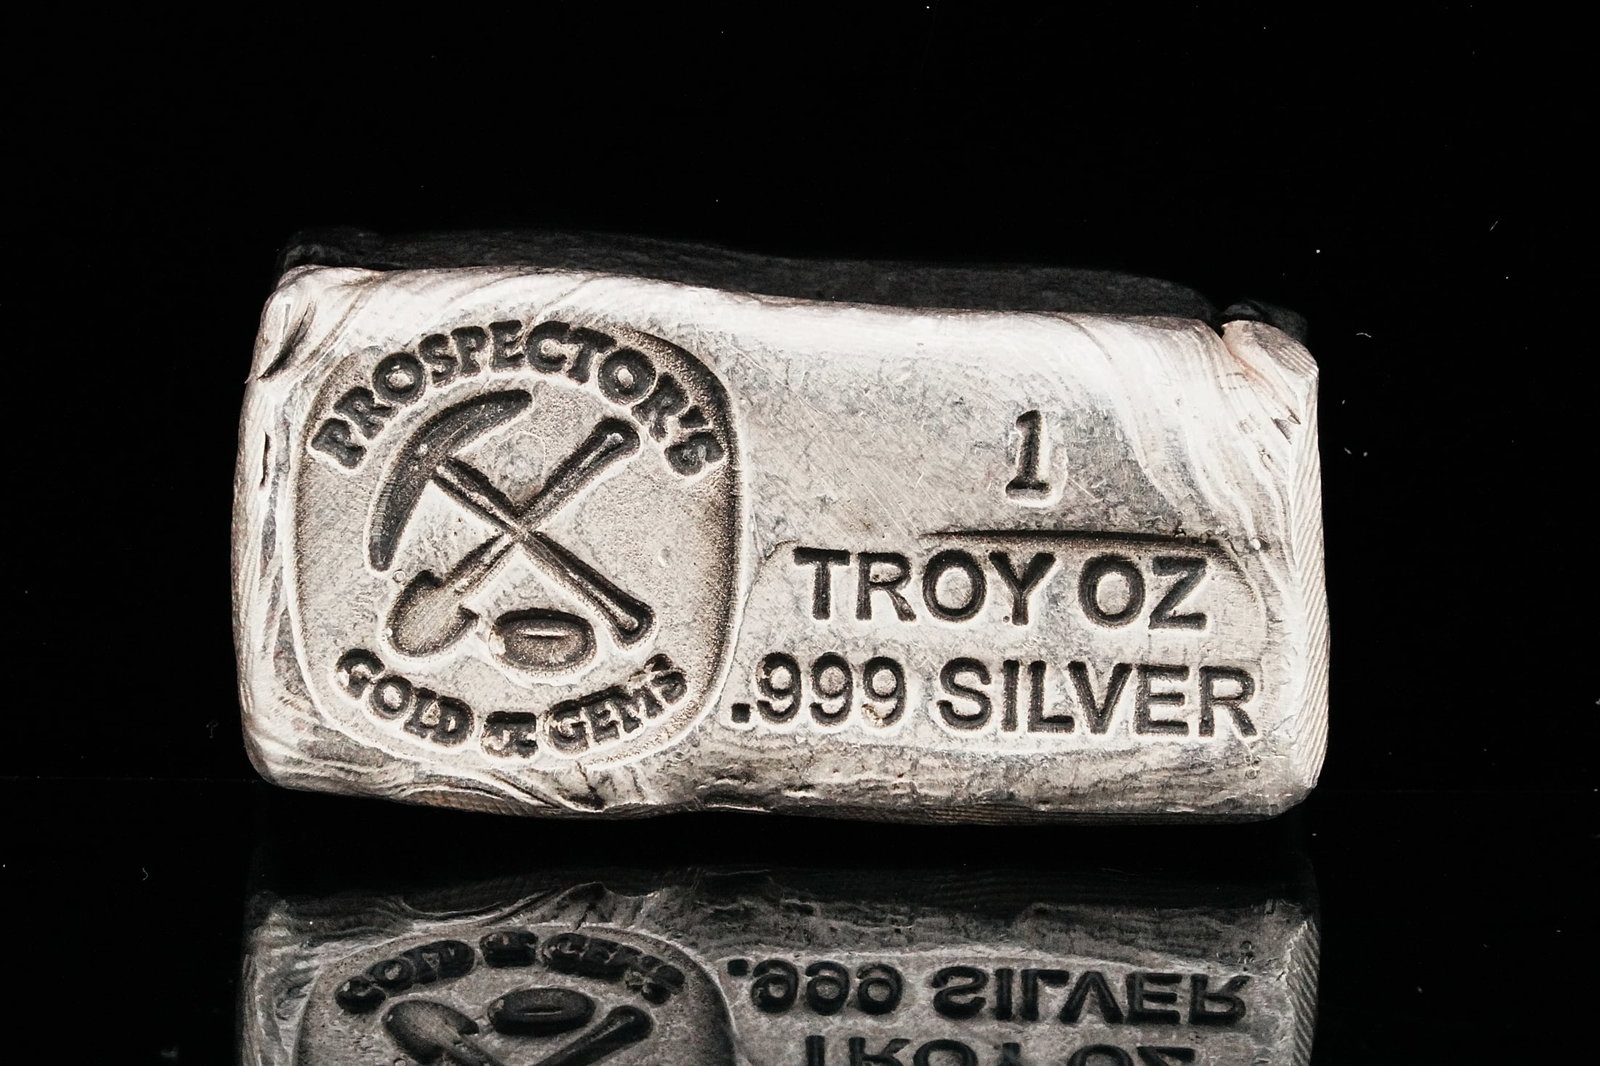 PROSPECTOR'S
GOLD & GEMS
1
TROY OZ
.999 SILVER